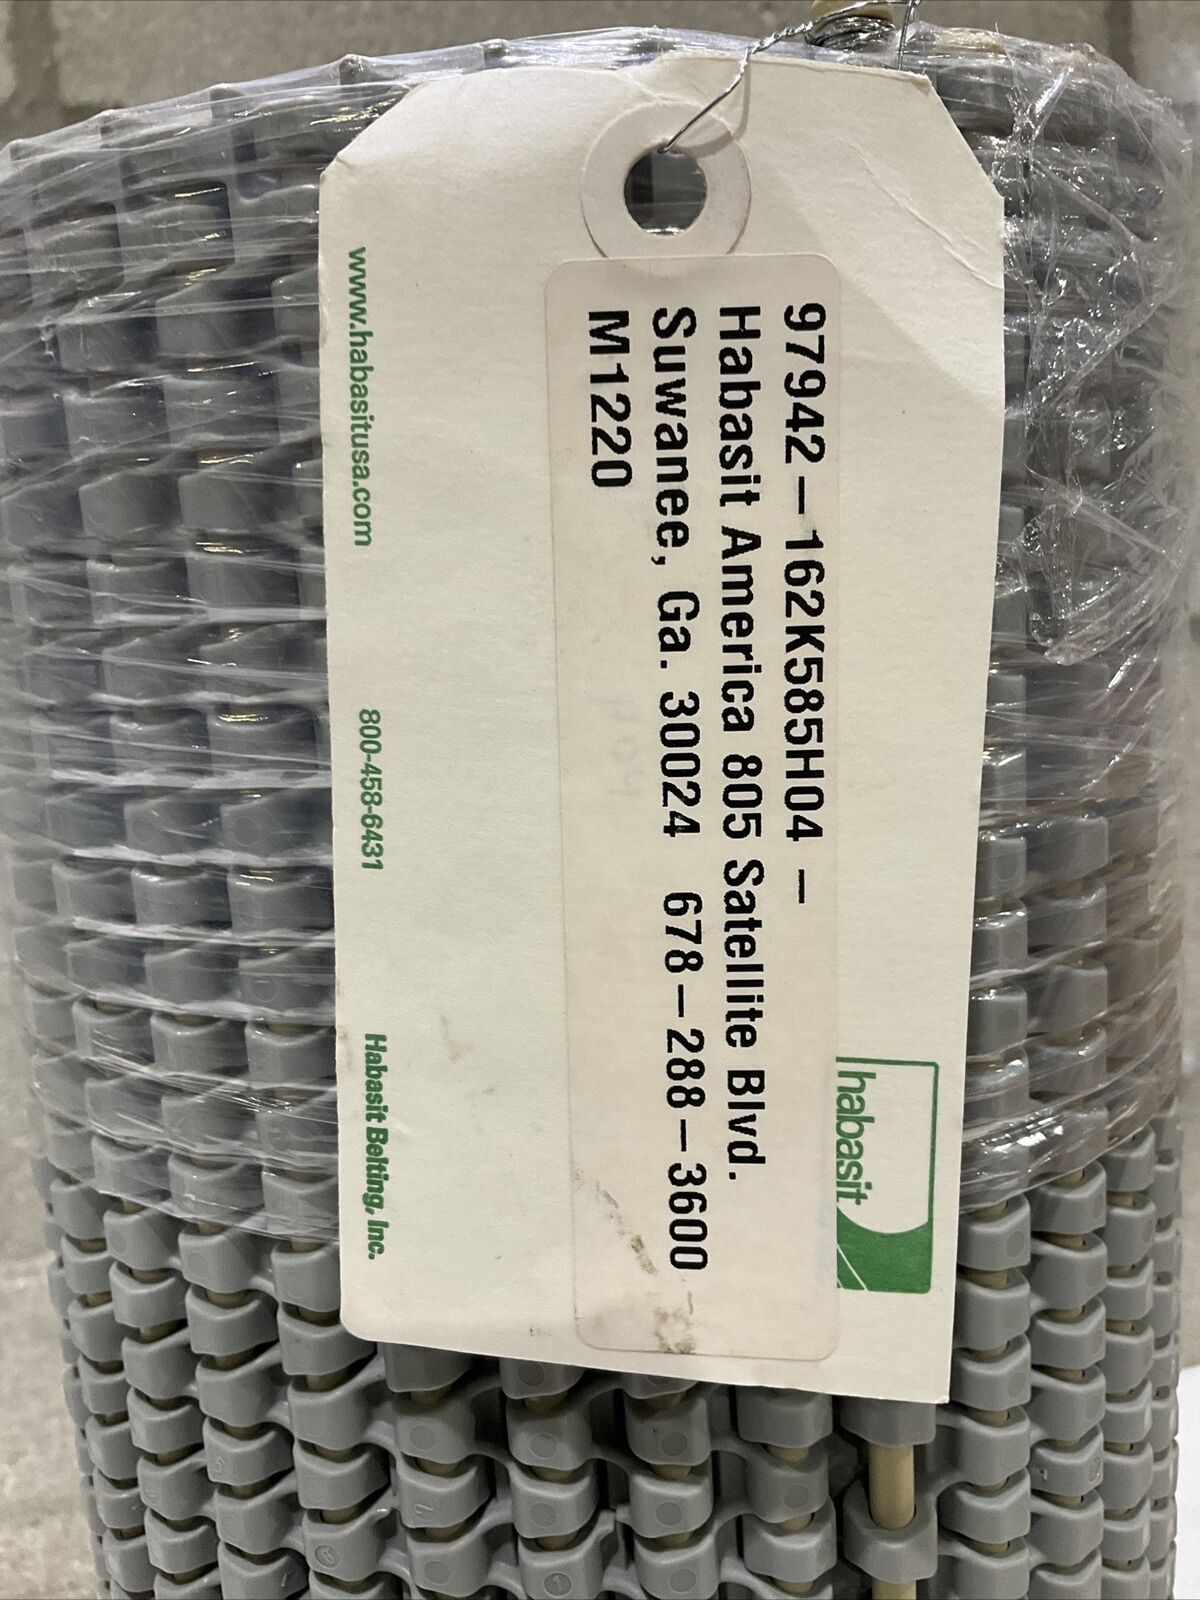 habasit
97942-162K585H04 -
Habasit America 805 Satellite Blvd.
Suwanee, Ga. 30024 678-288-3600
M1220
www.habasitusa.com 800-458-6431 Habasit Belting, Inc.